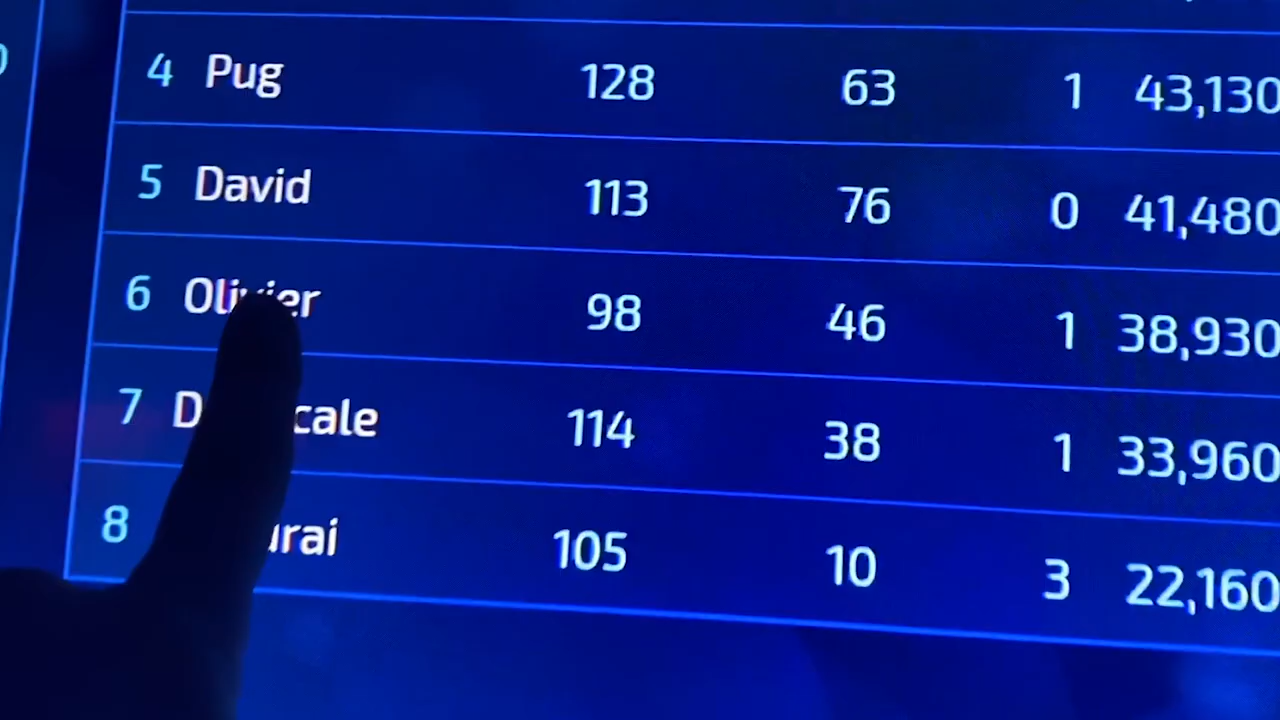 4 Pug 128 63 1 43,130
5 David 113 76 0 41,480
6 Olivier 98 46 1 38,930
7 114 38 1 33,960
8 105 10 3 22,160